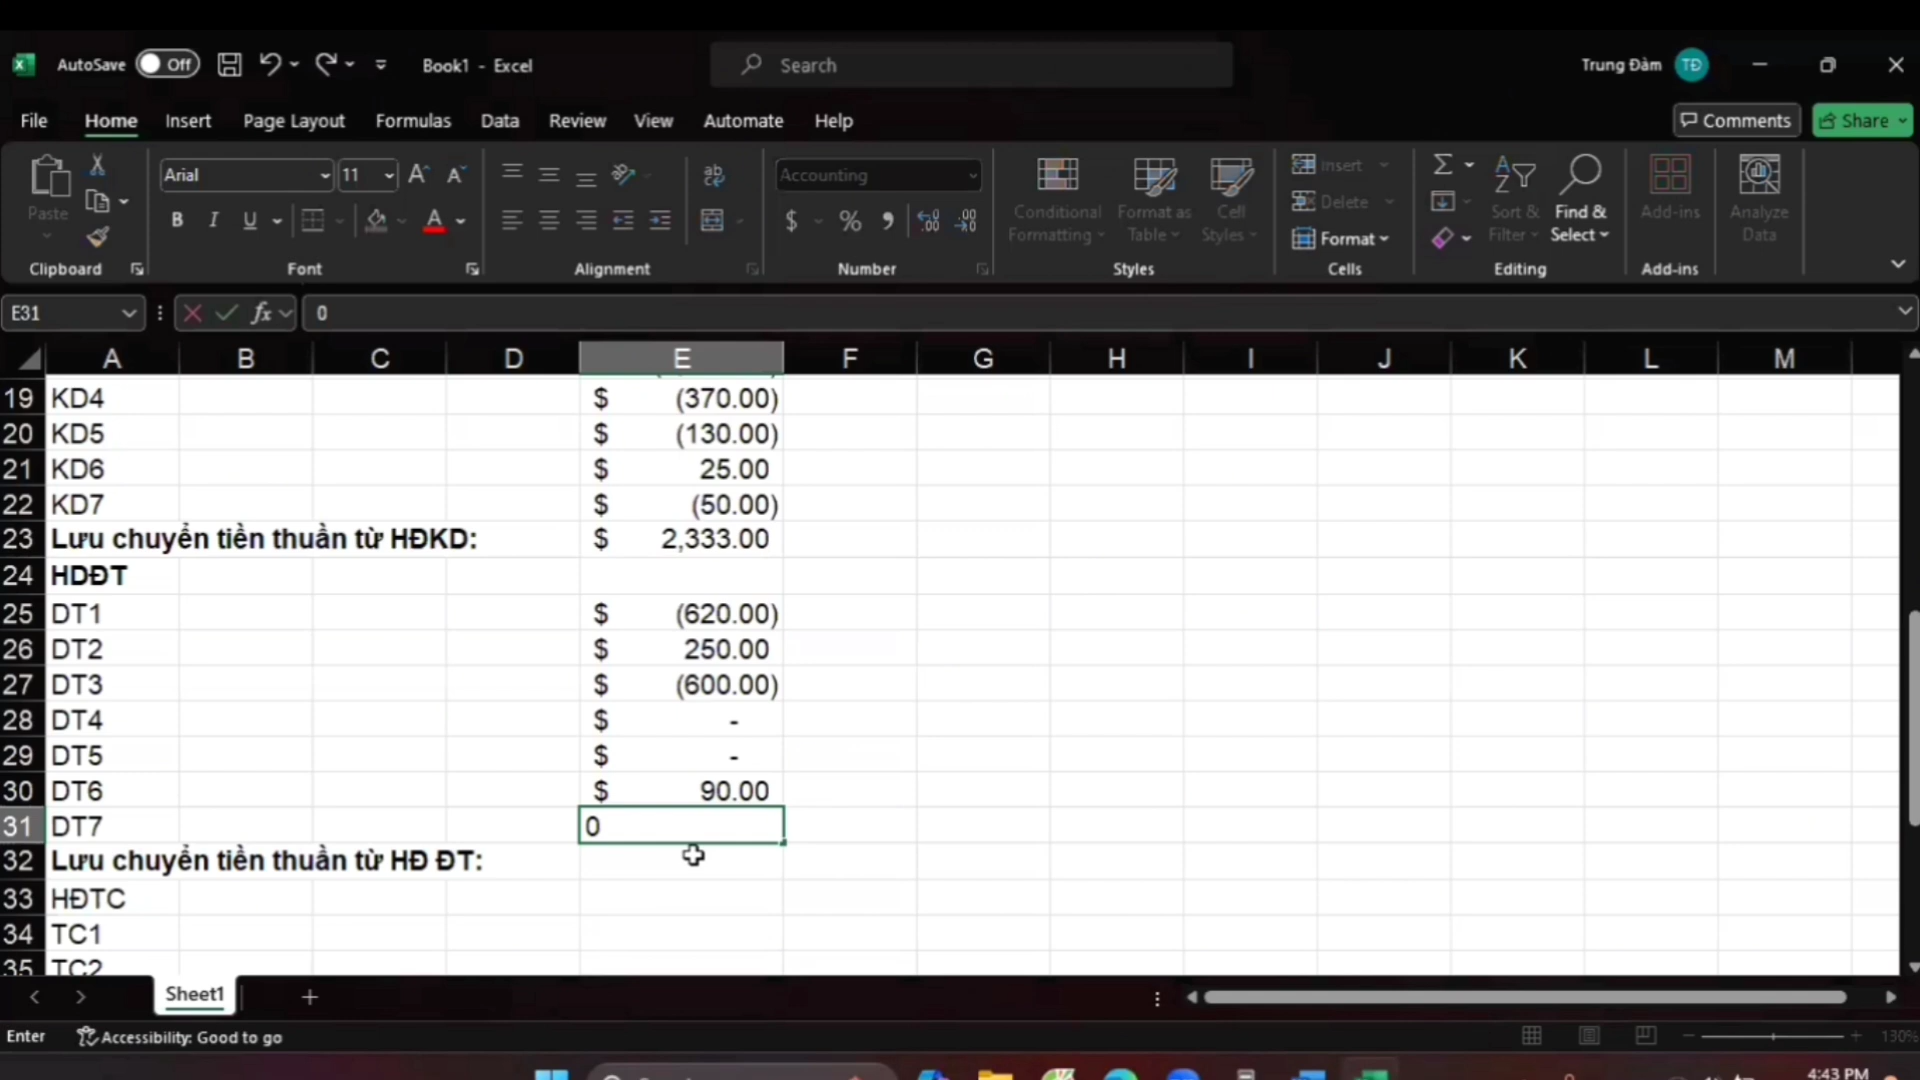 AutoSave Off Book1 - Excel Search Trung Đàm TĐ
File Home Insert Page Layout Formulas Data Review View Automate Help Comments Share
Paste Arial 11 Accounting Conditional Formatting Format as Table Cell Styles Insert Delete Format Sort & Filter Find & Select Add-ins Analyze Data
Clipboard Font Alignment Number Styles Cells Editing Add-ins
E31 fx 0
A B C D E F G H I J K L M
19 KD4 $ (370.00)
20 KD5 $ (130.00)
21 KD6 $ 25.00
22 KD7 $ (50.00)
23 Lưu chuyển tiền thuần từ HĐKD: $ 2,333.00
24 HDĐT
25 DT1 $ (620.00)
26 DT2 $ 250.00
27 DT3 $ (600.00)
28 DT4 $ -
29 DT5 $ -
30 DT6 $ 90.00
31 DT7 0
32 Lưu chuyển tiền thuần từ HĐ ĐT:
33 HĐTC
34 TC1
35 TC2
Sheet1
Enter Accessibility: Good to go 130%
4:43 PM